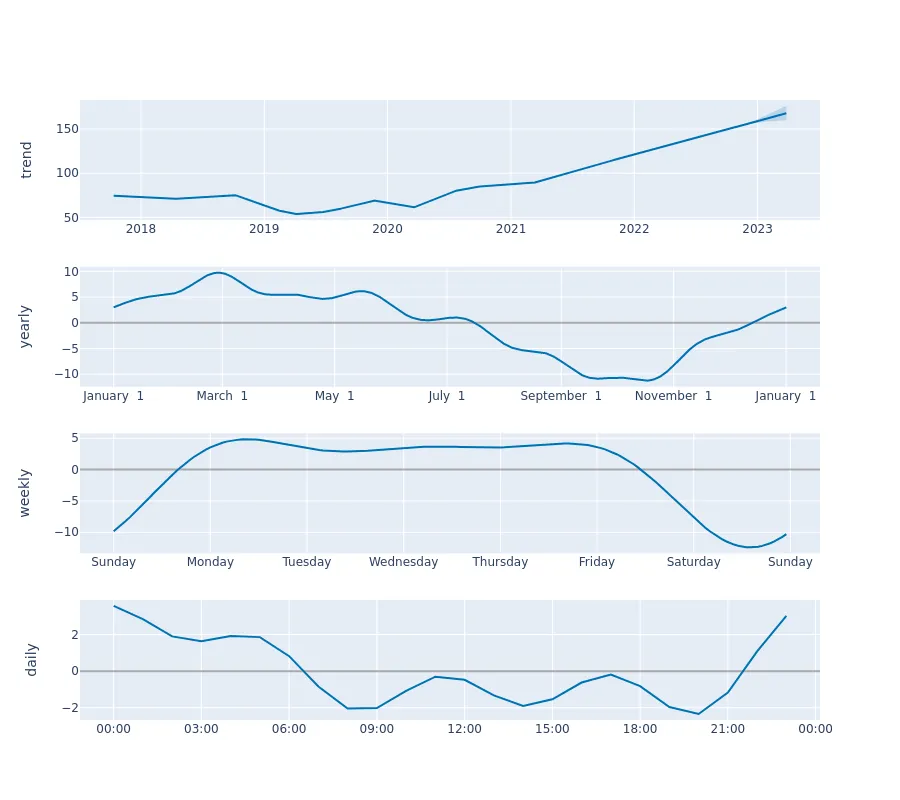 trend
150
100
50
2018 2019 2020 2021 2022 2023
yearly
10
5
0
−5
−10
January 1 March 1 May 1 July 1 September 1 November 1 January 1
weekly
5
0
−5
−10
Sunday Monday Tuesday Wednesday Thursday Friday Saturday Sunday
daily
2
0
−2
00:00 03:00 06:00 09:00 12:00 15:00 18:00 21:00 00:00